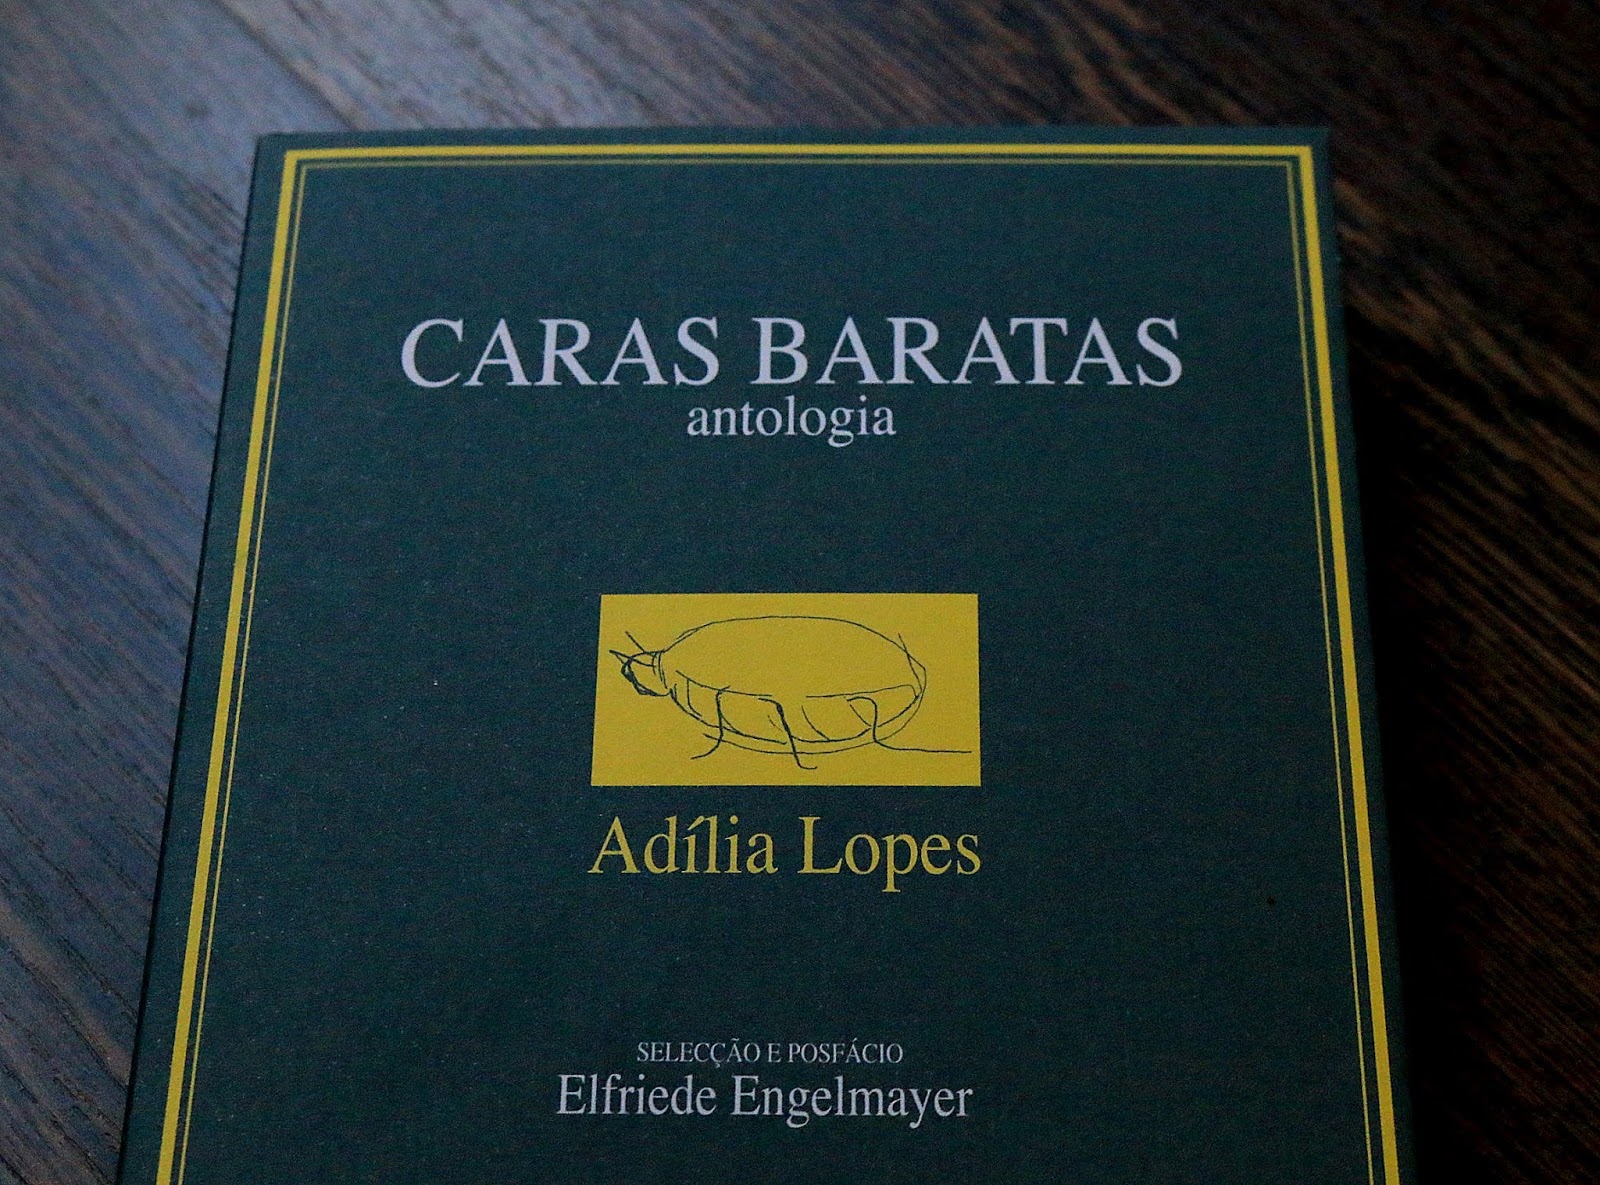 CARAS BARATAS
antologia
Adília Lopes
SELECÇÃO E POSFÁCIO
Elfriede Engelmayer